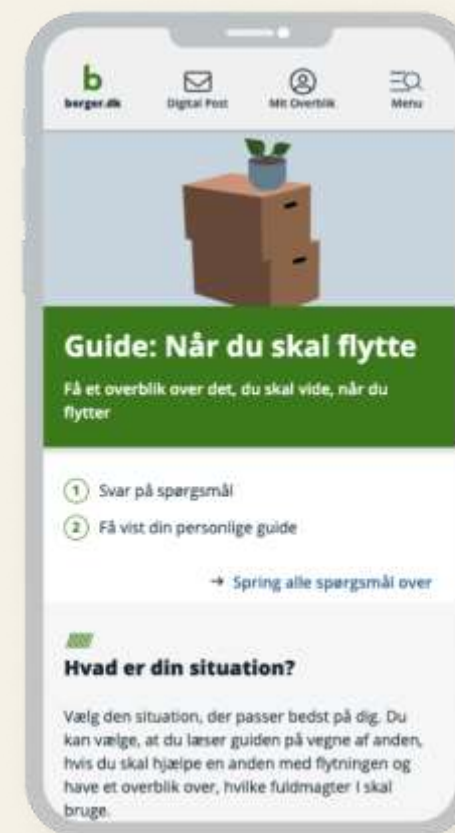 b
borger.dk
Digital Post
Mit Overblik
Menu
Guide: Når du skal flytte
Få et overblik over det, du skal vide, når du
flytter
1 Svar på spørgsmål
2 Få vist din personlige guide
→ Spring alle spørgsmål over
Hvad er din situation?
Vælg den situation, der passer bedst på dig. Du
kan vælge, at du læser guiden på vegne af anden,
hvis du skal hjælpe en anden med flytningen og
have et overblik over, hvilke fuldmagter I skal
bruge.